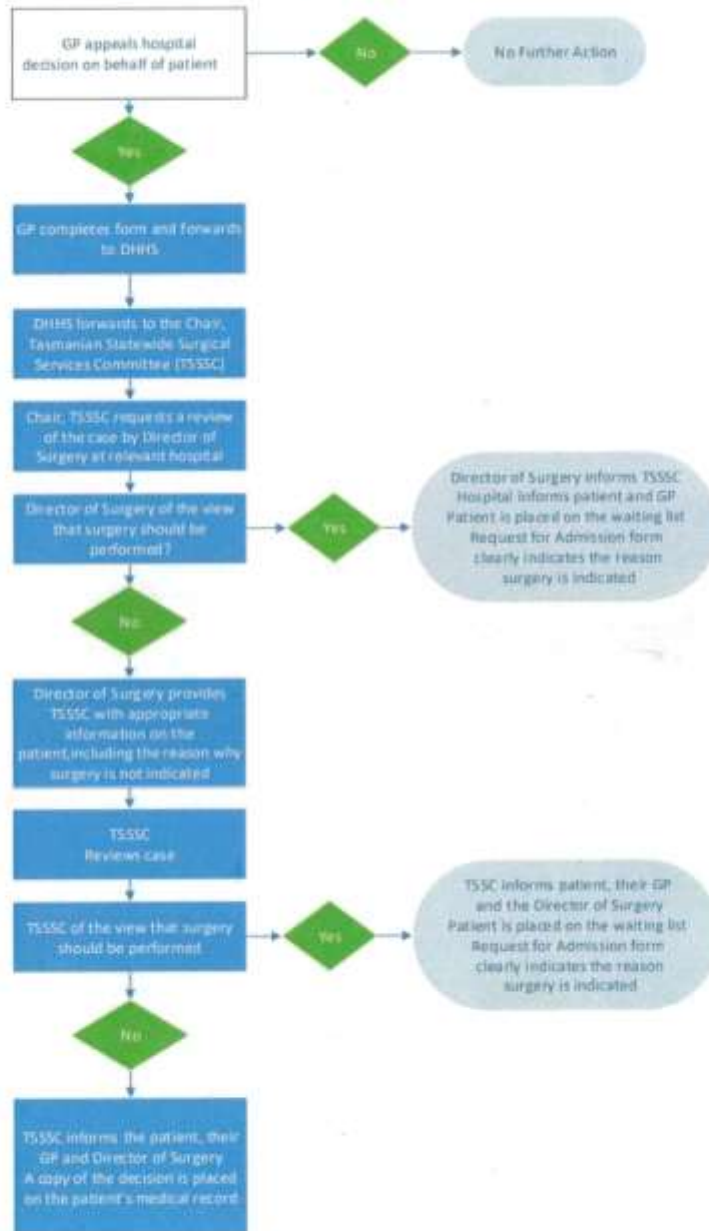 GP appeals hospital
decision on behalf of patient
No
No Further Action
Yes
GP completes form and forwards
to DHHS
DHHS forwards to the Chair,
Tasmanian Statewide Surgical
Services Committee (TSSSC)
Chair, TSSSC requests a review
of the case by Director of
Surgery at relevant hospital
Director of Surgery of the view
that surgery should be
performed?
Yes
Director of Surgery informs TSSSC
Hospital informs patient and GP
Patient is placed on the waiting list
Request for Admission form
clearly indicates the reason
surgery is indicated
No
Director of Surgery provides
TSSSC with appropriate
information on the
patient,including the reason why
surgery is not indicated
TSSSC
Reviews case
TSSSC of the view that surgery
should be performed
Yes
TSSC informs patient, their GP
and the Director of Surgery
Patient is placed on the waiting list
Request for Admission form
clearly indicates the reason
surgery is indicated
No
TSSSC informs the patient, their
GP and Director of Surgery
A copy of the decision is placed
on the patient's medical record